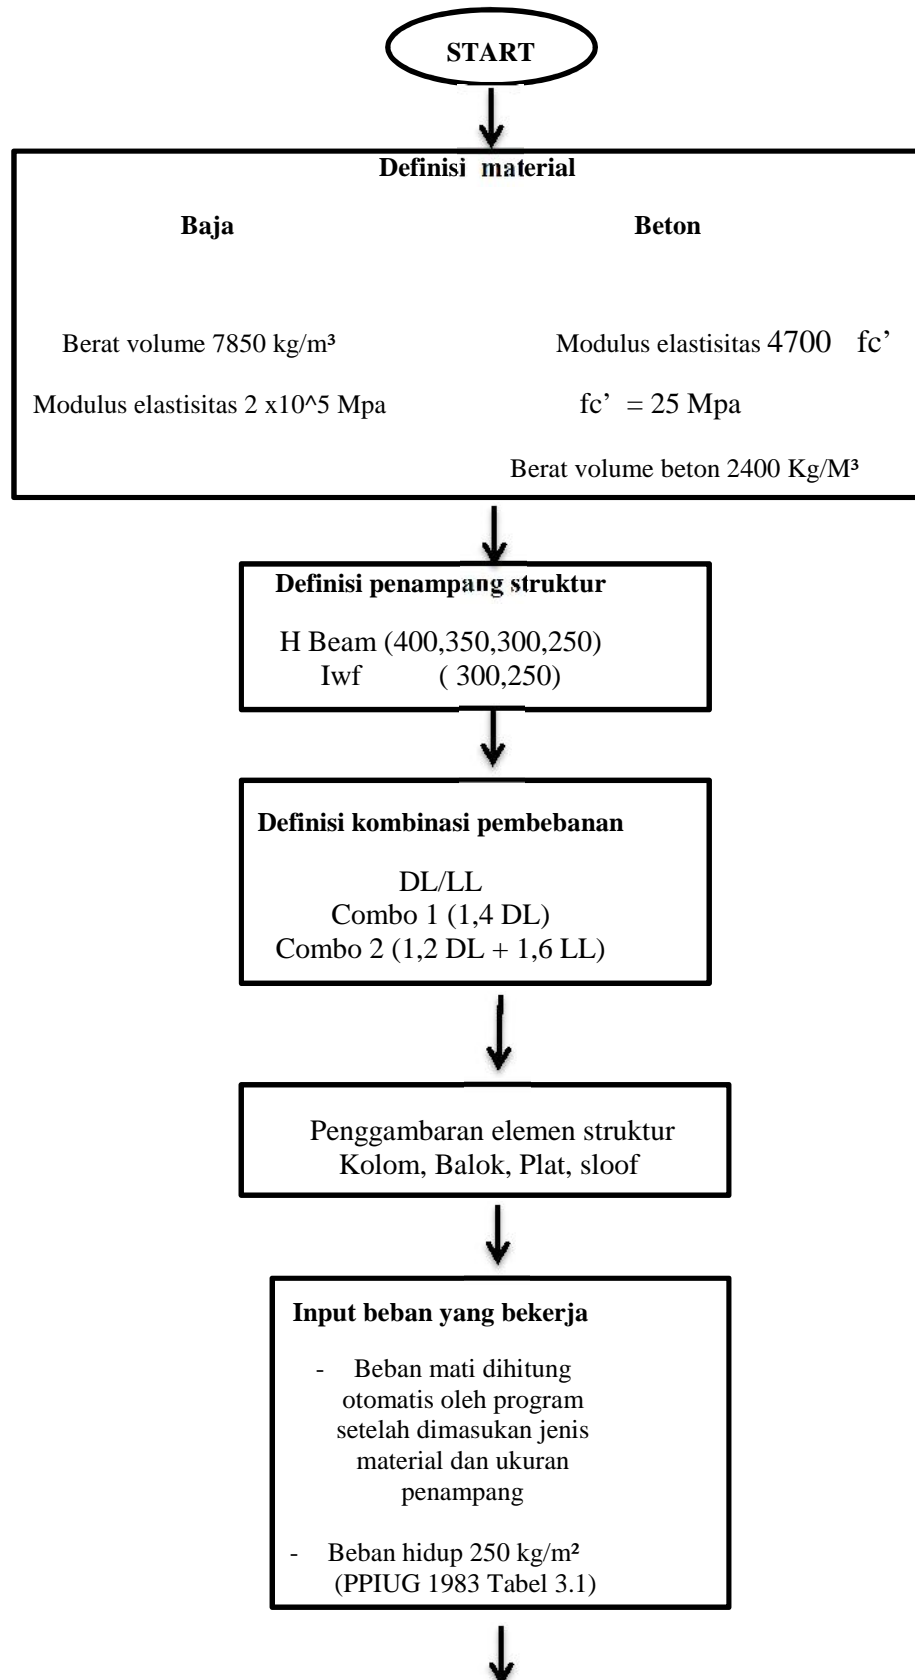 START
Definisi material
Baja Beton
Berat volume 7850 kg/m³ Modulus elastisitas 4700 fc’
Modulus elastisitas 2 x10^5 Mpa fc’ = 25 Mpa
Berat volume beton 2400 Kg/M³
Definisi penampang struktur
H Beam (400,350,300,250)
Iwf ( 300,250)
Definisi kombinasi pembebanan
DL/LL
Combo 1 (1,4 DL)
Combo 2 (1,2 DL + 1,6 LL)
Penggambaran elemen struktur
Kolom, Balok, Plat, sloof
Input beban yang bekerja
- Beban mati dihitung
otomatis oleh program
setelah dimasukan jenis
material dan ukuran
penampang
- Beban hidup 250 kg/m²
(PPIUG 1983 Tabel 3.1)